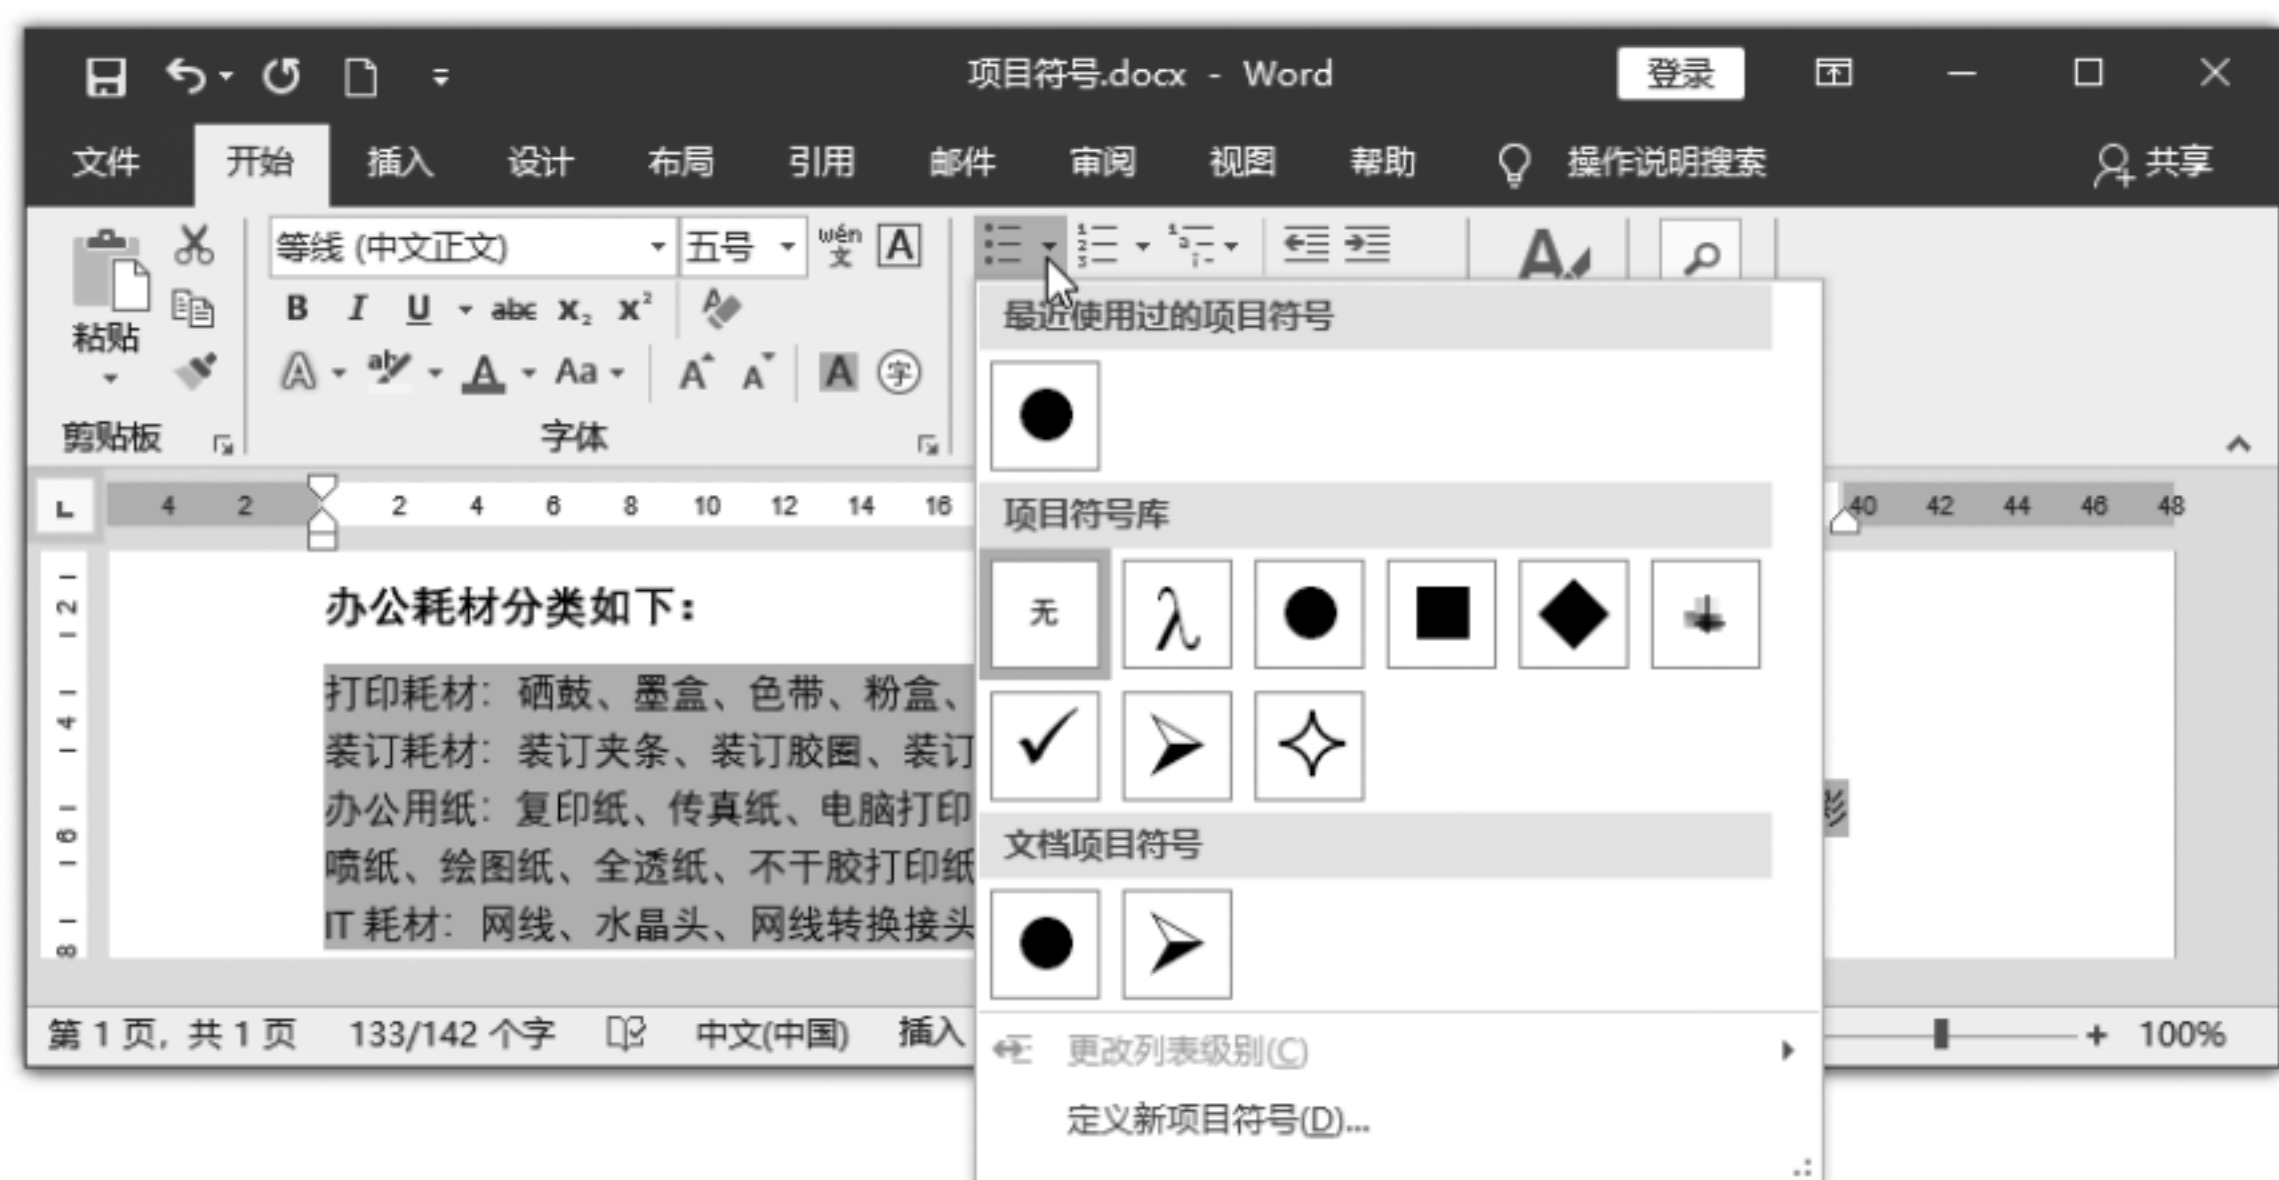 项目符号.docx - Word
登录
文件 开始 插入 设计 布局 引用 邮件 审阅 视图 帮助 操作说明搜索 共享
等线 (中文正文) 五号 wén 文 A
B I U abc x₂ x²
粘贴
A aby A Aa A A A 字
剪贴板 字体
最近使用过的项目符号
项目符号库
无
文档项目符号
更改列表级别(C)
定义新项目符号(D)...
L 4 2 2 4 6 8 10 12 14 16 40 42 44 46 48
2
4
6
8
办公耗材分类如下：
打印耗材：硒鼓、墨盒、色带、粉盒、
装订耗材：装订夹条、装订胶圈、装订
办公用纸：复印纸、传真纸、电脑打印 彩
喷纸、绘图纸、全透纸、不干胶打印纸
IT 耗材：网线、水晶头、网线转换接头
第 1 页，共 1 页 133/142 个字 中文(中国) 插入 + 100%